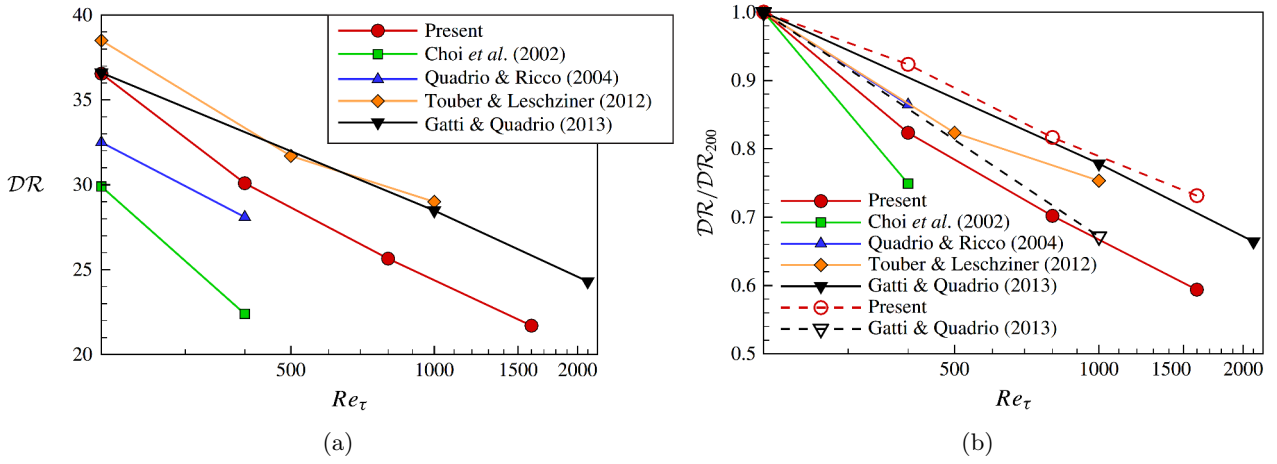 40
35
30
25
20
DR
500
1000
1500
2000
Re_τ
Present
Choi et al. (2002)
Quadrio & Ricco (2004)
Touber & Leschziner (2012)
Gatti & Quadrio (2013)
(a)
1.0
0.9
0.8
0.7
0.6
0.5
DR/DR_200
500
1000
1500
2000
Re_τ
Present
Choi et al. (2002)
Quadrio & Ricco (2004)
Touber & Leschziner (2012)
Gatti & Quadrio (2013)
Present
Gatti & Quadrio (2013)
(b)